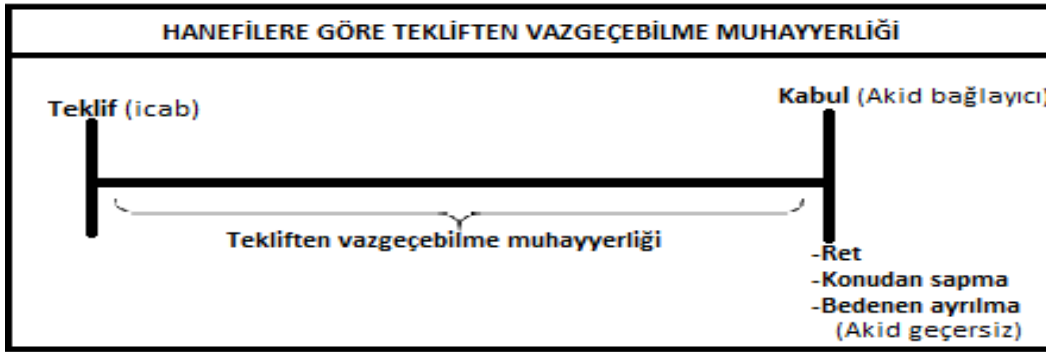 HANEFİLERE GÖRE TEKLİFTEN VAZGEÇEBİLME MUHAYYERLİĞİ
Teklif (icab)
Kabul (Akid bağlayıcı)
Tekliften vazgeçebilme muhayyerliği
-Ret
-Konudan sapma
-Bedenen ayrılma
(Akid geçersiz)